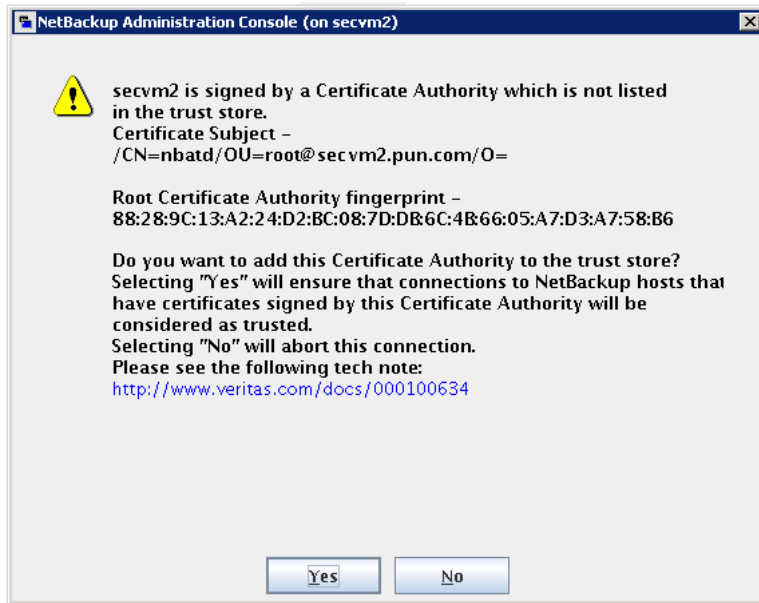 NetBackup Administration Console (on secvm2)
secvm2 is signed by a Certificate Authority which is not listed
in the trust store.
Certificate Subject –
/CN=nbatd/OU=root@secvm2.pun.com/O=
Root Certificate Authority fingerprint –
88:28:9C:13:A2:24:D2:BC:08:7D:DB:6C:4B:66:05:A7:D3:A7:58:B6
Do you want to add this Certificate Authority to the trust store?
Selecting "Yes" will ensure that connections to NetBackup hosts that
have certificates signed by this Certificate Authority will be
considered as trusted.
Selecting "No" will abort this connection.
Please see the following tech note:
http://www.veritas.com/docs/000100634
Yes
No